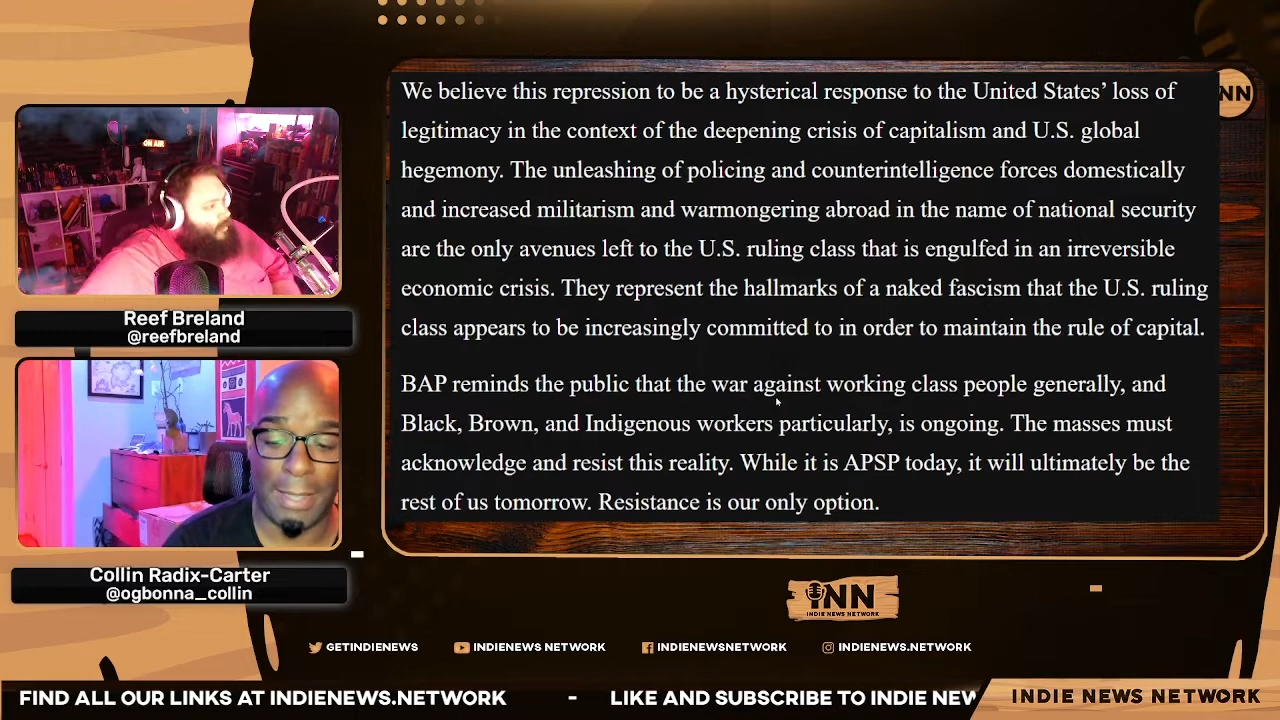 We believe this repression to be a hysterical response to the United States' loss of
legitimacy in the context of the deepening crisis of capitalism and U.S. global
hegemony. The unleashing of policing and counterintelligence forces domestically
and increased militarism and warmongering abroad in the name of national security
are the only avenues left to the U.S. ruling class that is engulfed in an irreversible
economic crisis. They represent the hallmarks of a naked fascism that the U.S. ruling
class appears to be increasingly committed to in order to maintain the rule of capital.
BAP reminds the public that the war against working class people generally, and
Black, Brown, and Indigenous workers particularly, is ongoing. The masses must
acknowledge and resist this reality. While it is APSP today, it will ultimately be the
rest of us tomorrow. Resistance is our only option.
NN
ON AIR
Reef Breland
@reefbreland
Collin Radix-Carter
@ogbonna_collin
iNN
INDIE NEWS NETWORK
GETINDIENEWS
INDIENEWS NETWORK
INDIENEWSNETWORK
INDIENEWS.NETWORK
FIND ALL OUR LINKS AT INDIENEWS.NETWORK - LIKE AND SUBSCRIBE TO INDIE NEW
INDIE NEWS NETWORK